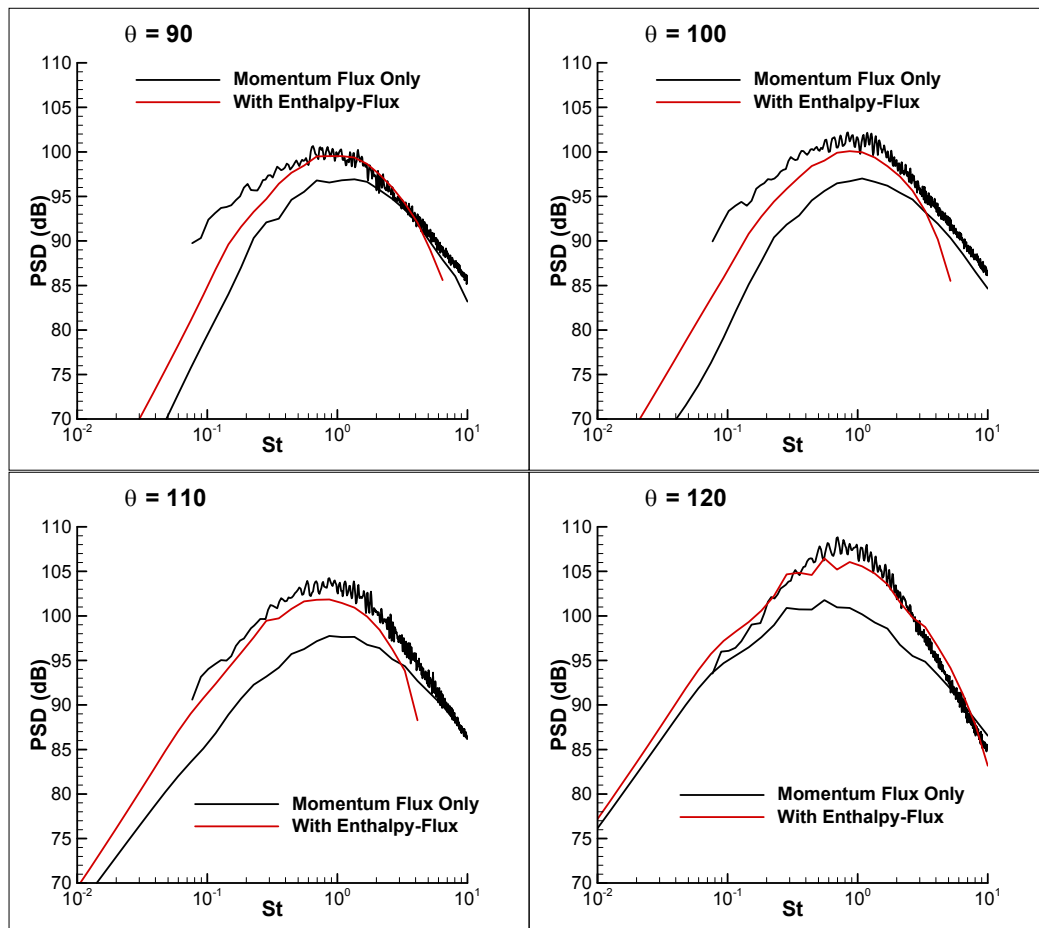 θ = 90
110
105
100
95
90
85
80
75
70
PSD (dB)
Momentum Flux Only
With Enthalpy-Flux
10-2
10-1
100
101
St
θ = 100
110
105
100
95
90
85
80
75
70
PSD (dB)
Momentum Flux Only
With Enthalpy-Flux
10-2
10-1
100
101
St
θ = 110
110
105
100
95
90
85
80
75
70
PSD (dB)
Momentum Flux Only
With Enthalpy-Flux
10-2
10-1
100
101
St
θ = 120
110
105
100
95
90
85
80
75
70
PSD (dB)
Momentum Flux Only
With Enthalpy-Flux
10-2
10-1
100
101
St